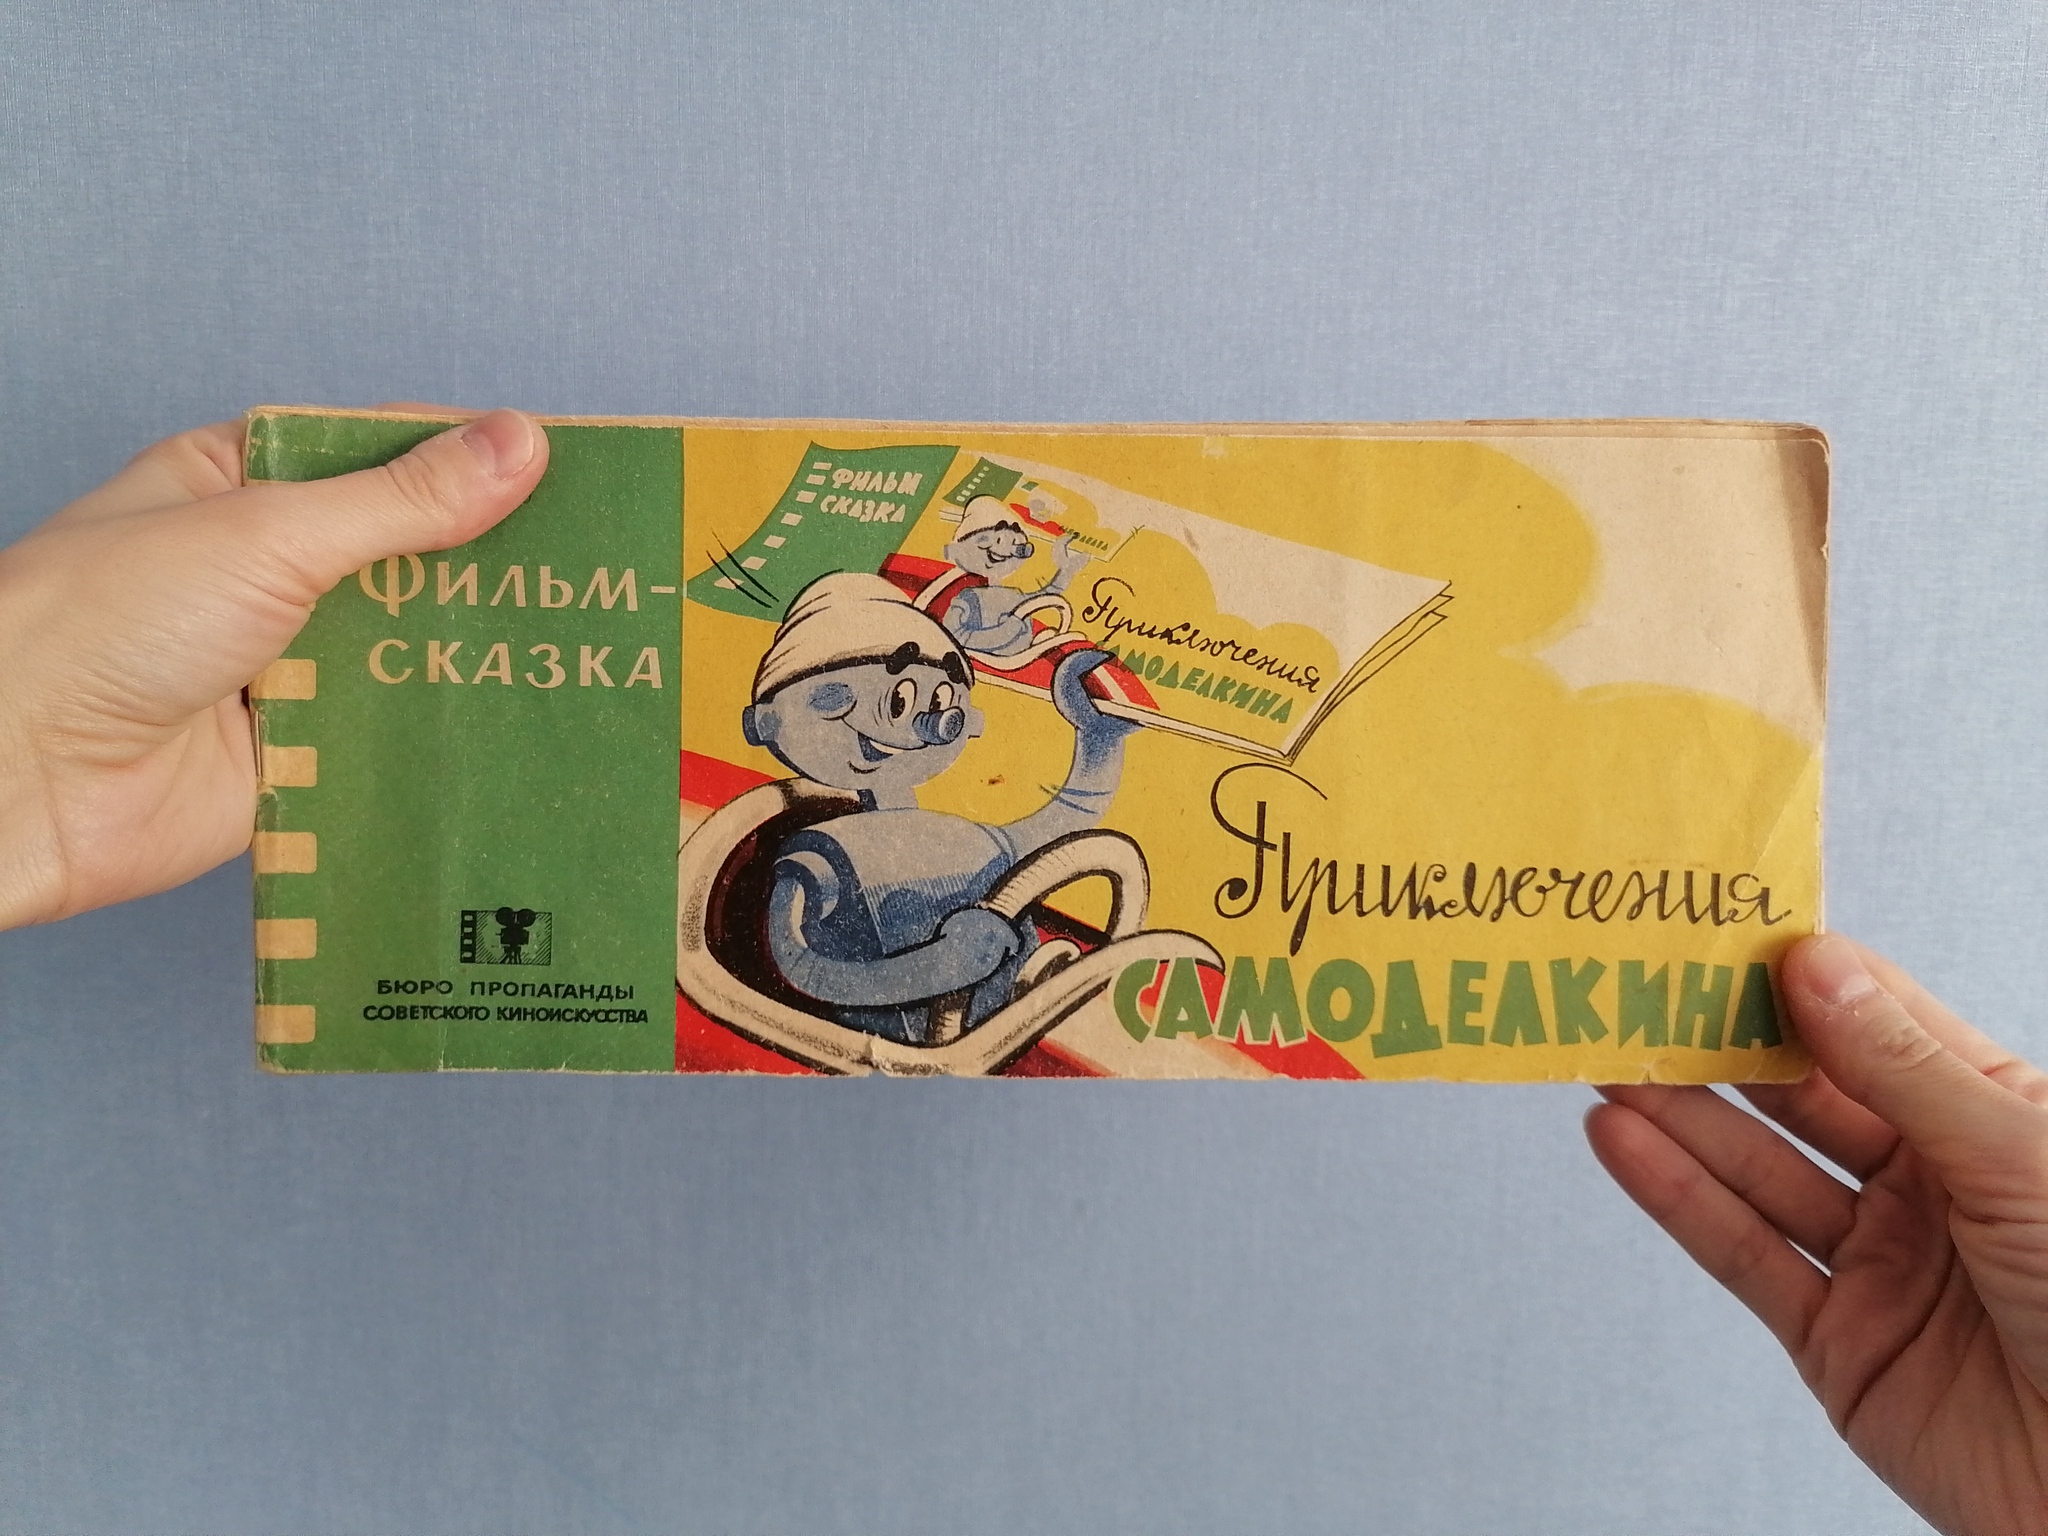 ФИЛЬМ-
СКАЗКА
БЮРО ПРОПАГАНДЫ
СОВЕТСКОГО КИНОИСКУССТВА
ФИЛЬМ
СКАЗКА
Приключения
САМОДЕЛКИНА
Приключения
САМОДЕЛКИНА